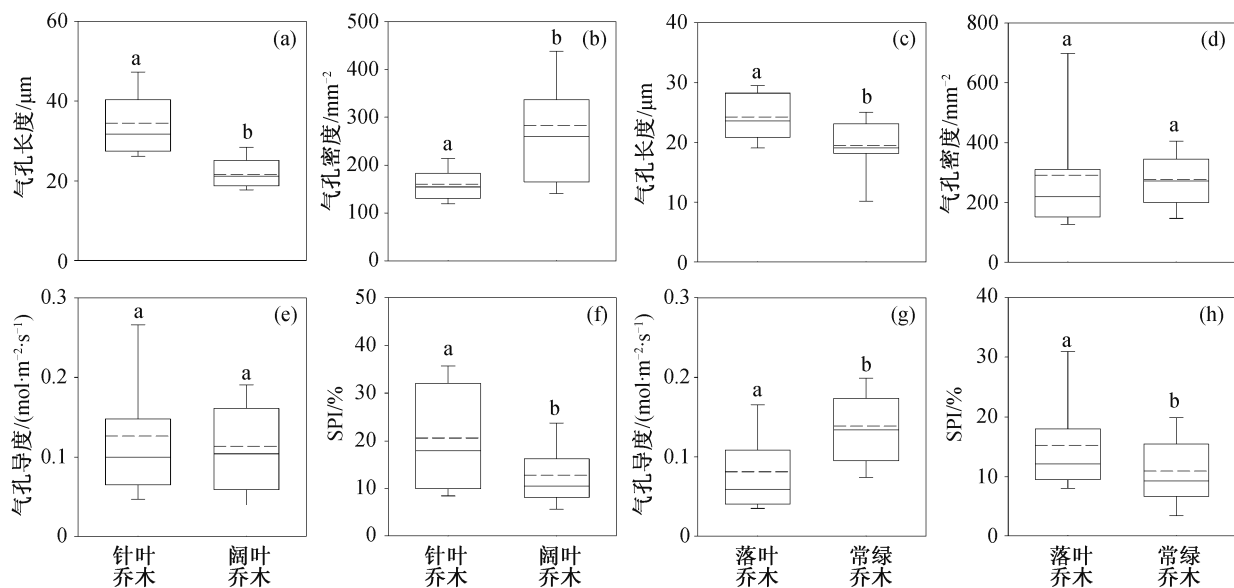 (a)
气孔长度/μm
60
40
20
0
a
b
(b)
气孔密度/mm⁻²
500
400
300
200
100
0
a
b
(c)
气孔长度/μm
40
30
20
10
0
a
b
(d)
气孔密度/mm⁻²
800
600
400
200
0
a
a
(e)
气孔导度/(mol·m⁻²·s⁻¹)
0.3
0.2
0.1
0
a
a
针叶
乔木
阔叶
乔木
(f)
SPI/%
50
40
30
20
10
0
a
b
针叶
乔木
阔叶
乔木
(g)
气孔导度/(mol·m⁻²·s⁻¹)
0.3
0.2
0.1
0
a
b
落叶
乔木
常绿
乔木
(h)
SPI/%
40
30
20
10
0
a
b
落叶
乔木
常绿
乔木